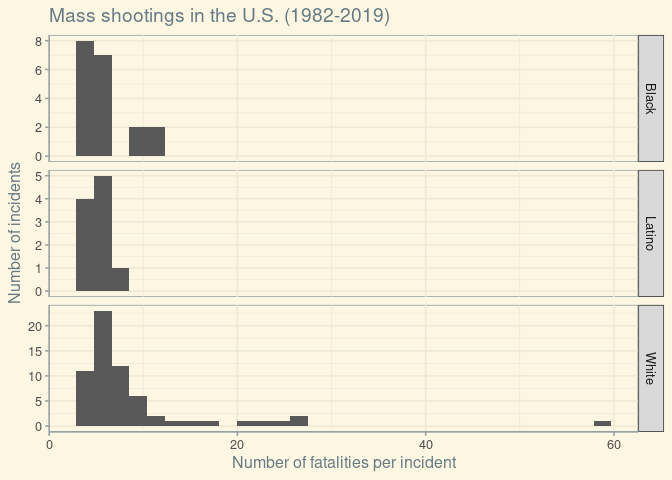 Mass shootings in the U.S. (1982-2019)
8
6
4
2
0
Black
5
4
3
2
1
0
Latino
20
15
10
5
0
White
0 20 40 60
Number of fatalities per incident
Number of incidents